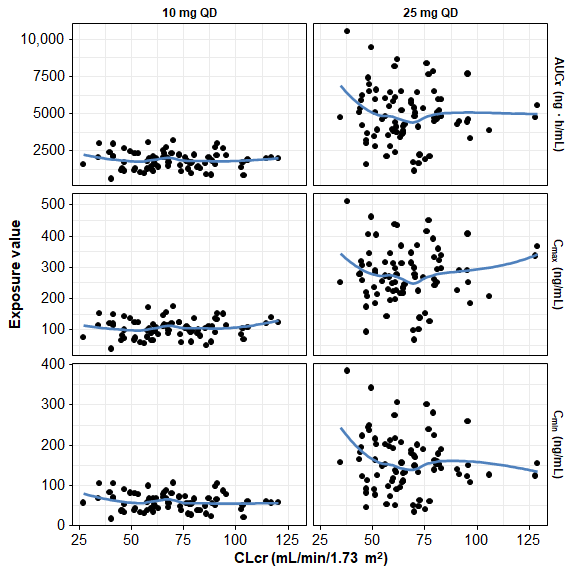 10 mg QD 25 mg QD
10,000
7500
5000
2500
AUCτ (ng · h/mL)
500
400
300
200
100
Cmax (ng/mL)
400
300
200
100
0
Cmin (ng/mL)
Exposure value
25 50 75 100 125 25 50 75 100 125
CLcr (mL/min/1.73 m²)